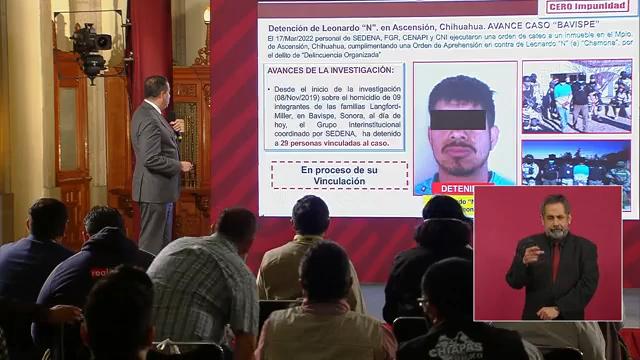 CERO Impunidad
Detención de Leonardo "N". en Ascensión, Chihuahua. AVANCE CASO "BAVISPE"
El 17/Mar/2022 personal de SEDENA, FGR, CENAPI y CNI ejecutaron una orden de cateo a un inmueble en el Mpio.
de Ascensión, Chihuahua, cumplimentando una Orden de Aprehensión en contra de Leonardo "N" (a) "Chamona", por
el delito de "Delincuencia Organizada".
AVANCES DE LA INVESTIGACIÓN:
• Desde el inicio de la investigación
(08/Nov/2019) sobre el homicidio de 09
integrantes de las familias Langford-
Miller, en Bavispe, Sonora, al día de
hoy, el Grupo Interinstitucional
coordinado por SEDENA, ha detenido
a 29 personas vinculadas al caso.
En proceso de su
Vinculación
DETENI
CHIAPAS